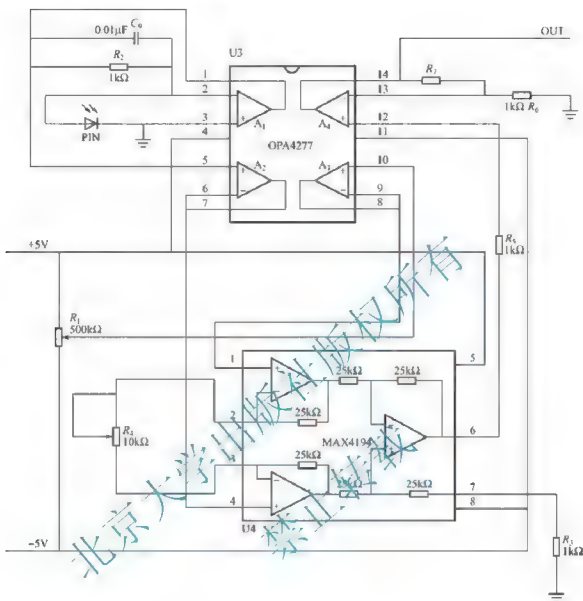 0.01μF C9
OUT
U3
R2
1kΩ
1
14
R7
2
13
1kΩ R6
PIN
3
A1
A4
12
4
11
OPA4277
5
A2
A3
10
6
9
7
8
+5V
R5
1kΩ
R1
500kΩ
1
5
25kΩ
25kΩ
2
25kΩ
R4
10kΩ
MAX4194
6
3
25kΩ
4
25kΩ
25kΩ
7
8
U4
R3
1kΩ
-5V
北京大学出版社版权所有
禁止